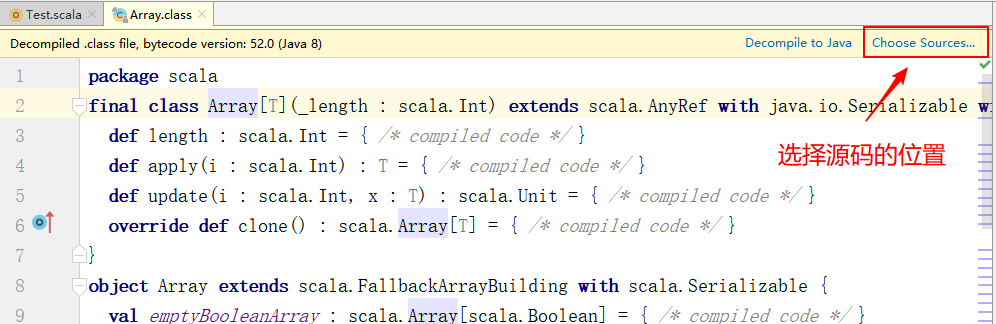 Test.scala Array.class
Decompiled .class file, bytecode version: 52.0 (Java 8) Decompile to Java Choose Sources...
1 package scala
2 final class Array[T](_length : scala.Int) extends scala.AnyRef with java.io.Serializable wi
3 def length : scala.Int = { /* compiled code */ }
4 def apply(i : scala.Int) : T = { /* compiled code */ }
选择源码的位置
5 def update(i : scala.Int, x : T) : scala.Unit = { /* compiled code */ }
6 override def clone() : scala.Array[T] = { /* compiled code */ }
7 }
8 object Array extends scala.FallbackArrayBuilding with scala.Serializable {
9 val emptyBooleanArray : scala.Array[scala.Boolean] = { /* compiled code */ }